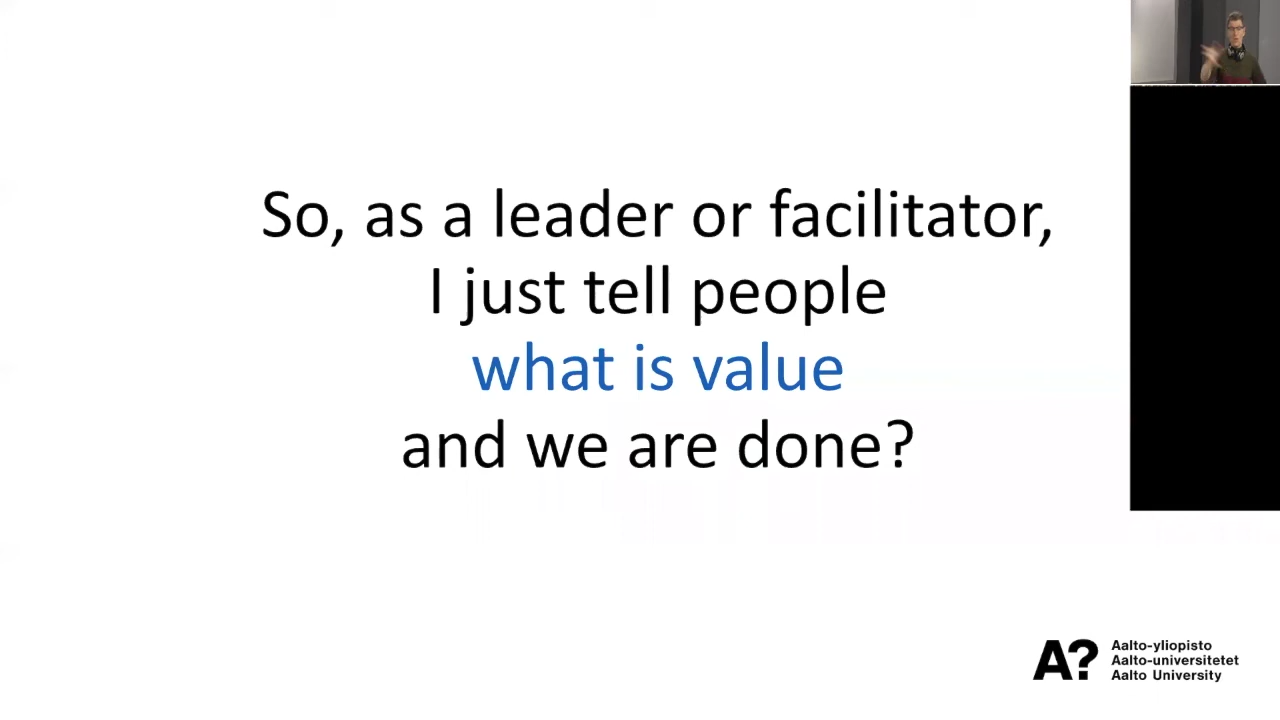 So, as a leader or facilitator,
I just tell people
what is value
and we are done?
A?
Aalto-yliopisto
Aalto-universitetet
Aalto University